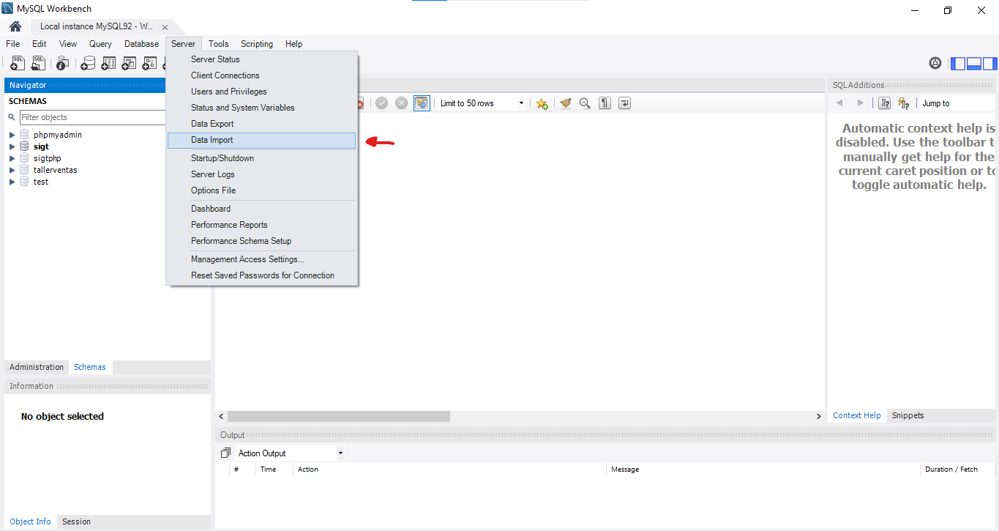 MySQL Workbench
Local instance MySQL92 - W...
File Edit View Query Database Server Tools Scripting Help
Server Status
Client Connections
Users and Privileges
Status and System Variables
Data Export
Data Import
Startup/Shutdown
Server Logs
Options File
Dashboard
Performance Reports
Performance Schema Setup
Management Access Settings...
Reset Saved Passwords for Connection
SQL SQL
Navigator
SCHEMAS
Filter objects
phpmyadmin
sigt
sigtphp
tallerventas
test
Administration Schemas
Information
No object selected
Object Info Session
Limit to 50 rows
Output
Action Output
# Time Action Message Duration / Fetch
SQLAdditions
Jump to
Automatic context help is
disabled. Use the toolbar t
manually get help for the
current caret position or to
toggle automatic help.
Context Help Snippets